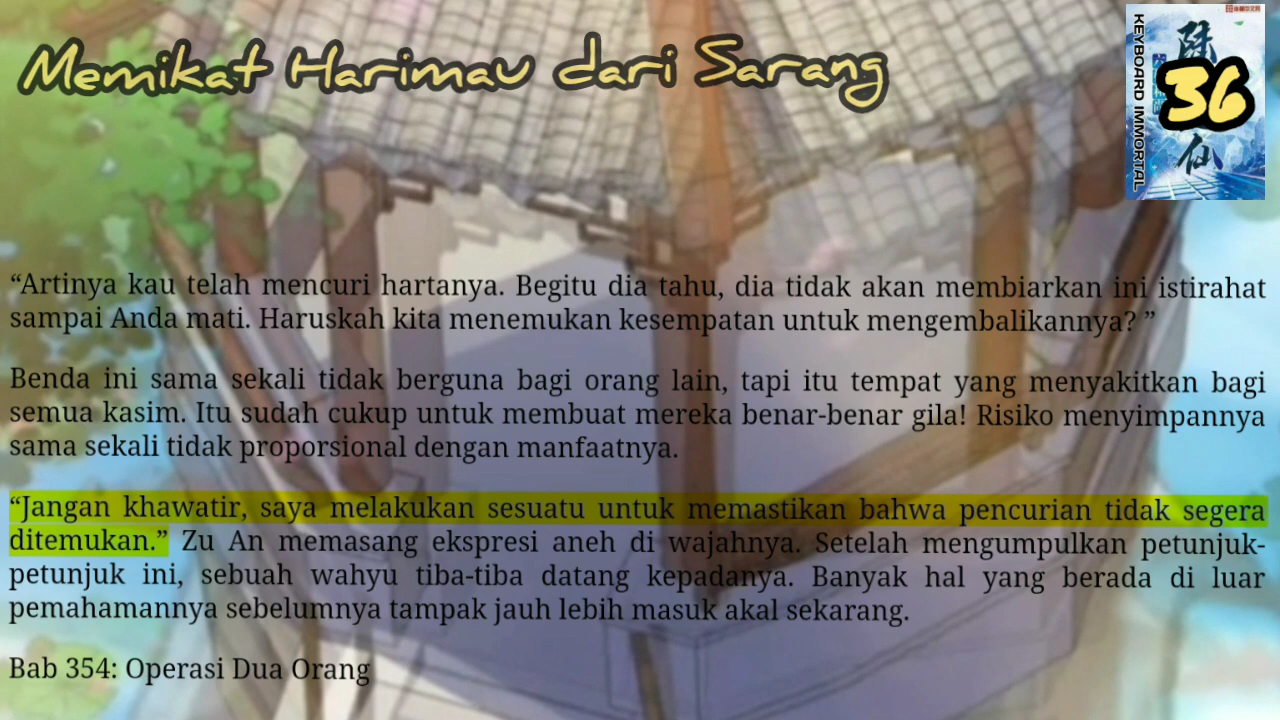 Memikat Harimau dari Sarang
KEYBOARD IMMORTAL
陆
36
仙
“Artinya kau telah mencuri hartanya. Begitu dia tahu, dia tidak akan membiarkan ini istirahat
sampai Anda mati. Haruskah kita menemukan kesempatan untuk mengembalikannya? ”
Benda ini sama sekali tidak berguna bagi orang lain, tapi itu tempat yang menyakitkan bagi
semua kasim. Itu sudah cukup untuk membuat mereka benar-benar gila! Risiko menyimpannya
sama sekali tidak proporsional dengan manfaatnya.
“Jangan khawatir, saya melakukan sesuatu untuk memastikan bahwa pencurian tidak segera
ditemukan.” Zu An memasang ekspresi aneh di wajahnya. Setelah mengumpulkan petunjuk-
petunjuk ini, sebuah wahyu tiba-tiba datang kepadanya. Banyak hal yang berada di luar
pemahamannya sebelumnya tampak jauh lebih masuk akal sekarang.
Bab 354: Operasi Dua Orang